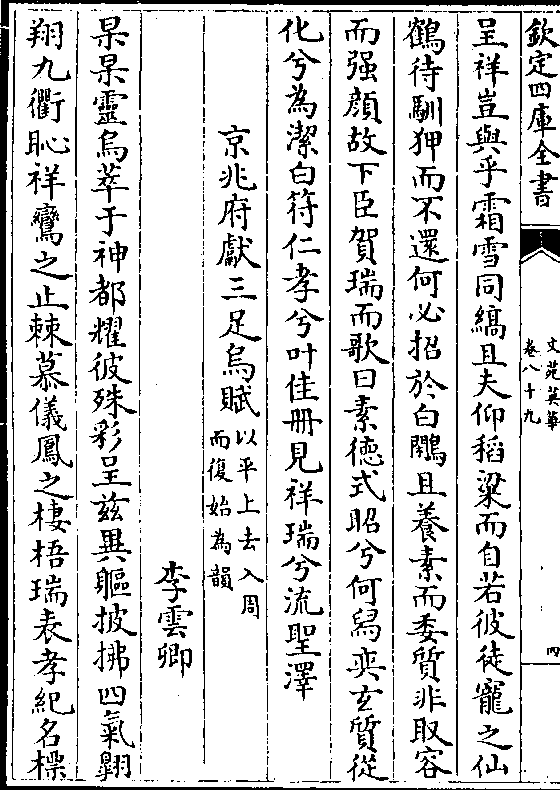 欽定四庫全書
文苑英華
卷八十九
四
呈祥豈與乎霜雪同縞且夫仰稻粱而自若彼徒寵之仙
鶴待馴狎而不還何必招於白鷴且養素而委質非取容
而强顔故下臣賀瑞而歌曰素德式昭兮何舄奕玄質從
化兮為潔白符仁孝兮叶佳冊見祥瑞兮流聖澤
京兆府獻三足烏賦以平上去入周而復始為韻
李雲卿
杲杲靈烏萃于神都耀彼殊彩呈兹異軀披拂四氣翺
翔九衢恥祥鸞之止棘慕儀鳳之棲梧瑞表孝紀名標